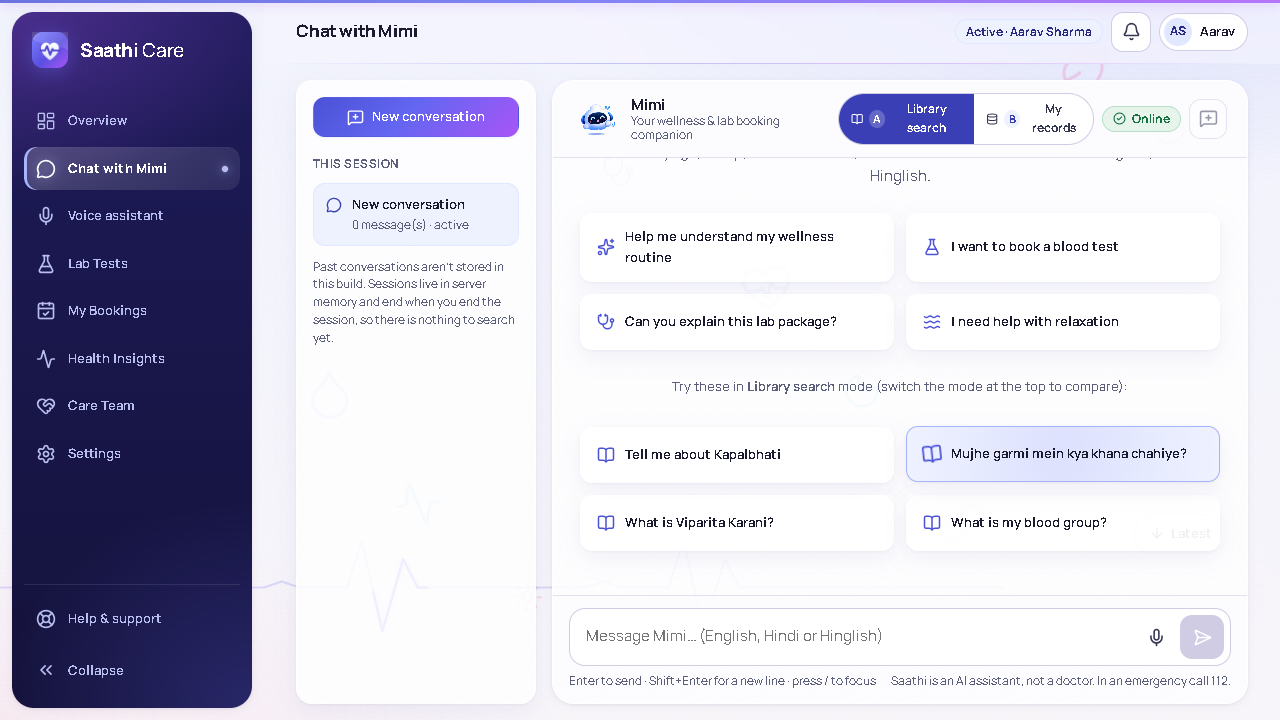 Saathi Care
Overview
Chat with Mimi
Voice assistant
Lab Tests
My Bookings
Health Insights
Care Team
Settings
Help & support
Collapse
Chat with Mimi
Active · Aarav Sharma
AS
Aarav
New conversation
THIS SESSION
New conversation
0 message(s) · active
Past conversations aren't stored in
this build. Sessions live in server
memory and end when you end the
session, so there is nothing to search
yet.
Mimi
Your wellness & lab booking
companion
A
Library
search
B
My
records
Online
Hinglish.
Help me understand my wellness
routine
I want to book a blood test
Can you explain this lab package?
I need help with relaxation
Try these in Library search mode (switch the mode at the top to compare):
Tell me about Kapalbhati
Mujhe garmi mein kya khana chahiye?
What is Viparita Karani?
What is my blood group?
Latest
Message Mimi... (English, Hindi or Hinglish)
Enter to send · Shift+Enter for a new line · press / to focus
Saathi is an AI assistant, not a doctor. In an emergency call 112.